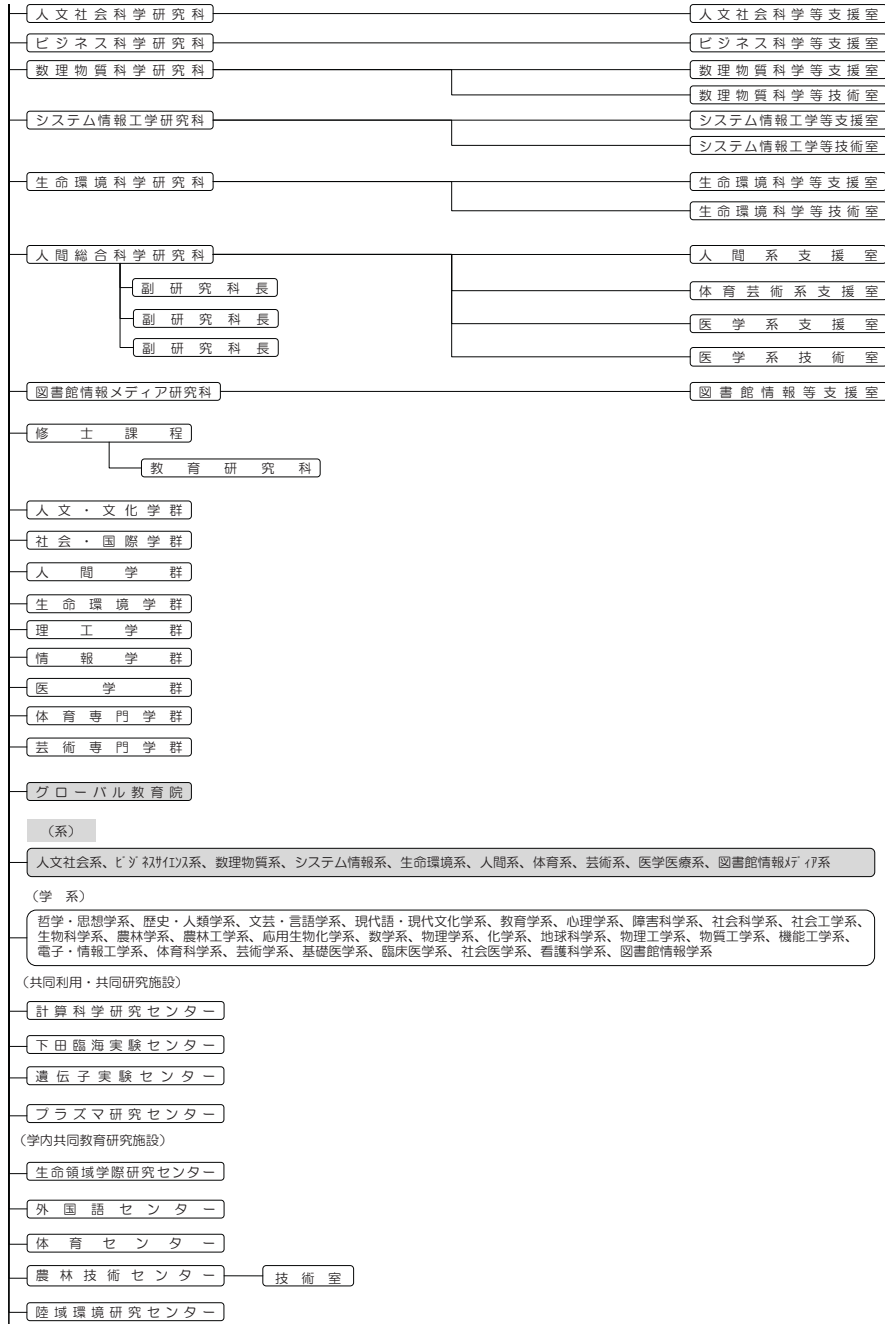 人文社会科学研究科 人文社会科学等支援室
ビジネス科学研究科 ビジネス科学等支援室
数理物質科学研究科 数理物質科学等支援室
数理物質科学等技術室
システム情報工学研究科 システム情報工学等支援室
システム情報工学等技術室
生命環境科学研究科 生命環境科学等支援室
生命環境科学等技術室
人間総合科学研究科 人間系支援室
副研究科長 体育芸術系支援室
副研究科長 医学系支援室
副研究科長 医学系技術室
図書館情報メディア研究科 図書館情報等支援室
修士課程
教育研究科
人文・文化学群
社会・国際学群
人間学群
生命環境学群
理工学群
情報学群
医学群
体育専門学群
芸術専門学群
グローバル教育院
（系）
人文社会系、ビジネスサイエンス系、数理物質系、システム情報系、生命環境系、人間系、体育系、芸術系、医学医療系、図書館情報メディア系
（学 系）
哲学・思想学系、歴史・人類学系、文芸・言語学系、現代語・現代文化学系、教育学系、心理学系、障害科学系、社会科学系、社会工学系、
生物科学系、農林学系、農林工学系、応用生物化学系、数学系、物理学系、化学系、地球科学系、物理工学系、物質工学系、機能工学系、
電子・情報工学系、体育科学系、芸術学系、基礎医学系、臨床医学系、社会医学系、看護科学系、図書館情報学系
（共同利用・共同研究施設）
計算科学研究センター
下田臨海実験センター
遺伝子実験センター
プラズマ研究センター
（学内共同教育研究施設）
生命領域学際研究センター
外国語センター
体育センター
農林技術センター 技術室
陸域環境研究センター